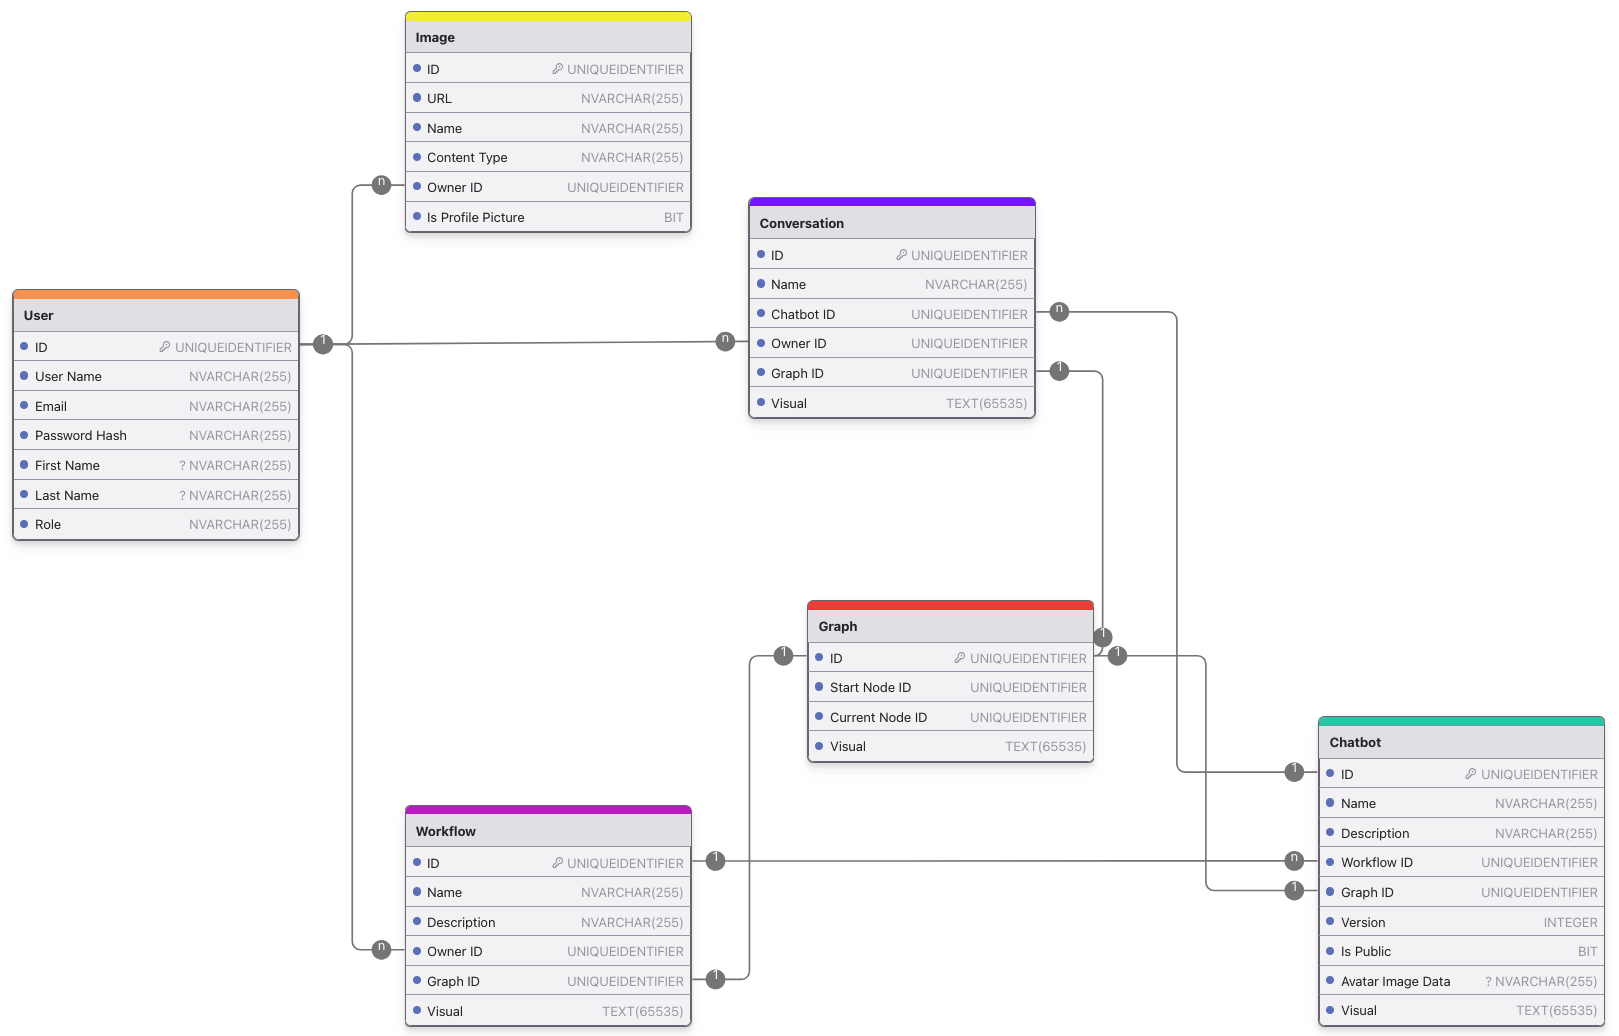 Image
ID UNIQUEIDENTIFIER
URL NVARCHAR(255)
Name NVARCHAR(255)
Content Type NVARCHAR(255)
n Owner ID UNIQUEIDENTIFIER
Is Profile Picture BIT
Conversation
ID UNIQUEIDENTIFIER
Name NVARCHAR(255)
Chatbot ID UNIQUEIDENTIFIER n
n Owner ID UNIQUEIDENTIFIER
Graph ID UNIQUEIDENTIFIER 1
Visual TEXT(65535)
User
ID UNIQUEIDENTIFIER 1
User Name NVARCHAR(255)
Email NVARCHAR(255)
Password Hash NVARCHAR(255)
First Name ? NVARCHAR(255)
Last Name ? NVARCHAR(255)
Role NVARCHAR(255)
Graph
1
1 ID UNIQUEIDENTIFIER 1
Start Node ID UNIQUEIDENTIFIER
Current Node ID UNIQUEIDENTIFIER
Visual TEXT(65535)
Workflow
ID UNIQUEIDENTIFIER 1
Name NVARCHAR(255)
Description NVARCHAR(255)
n Owner ID UNIQUEIDENTIFIER
Graph ID UNIQUEIDENTIFIER 1
Visual TEXT(65535)
Chatbot
1 ID UNIQUEIDENTIFIER
Name NVARCHAR(255)
Description NVARCHAR(255)
n Workflow ID UNIQUEIDENTIFIER
1 Graph ID UNIQUEIDENTIFIER
Version INTEGER
Is Public BIT
Avatar Image Data ? NVARCHAR(255)
Visual TEXT(65535)